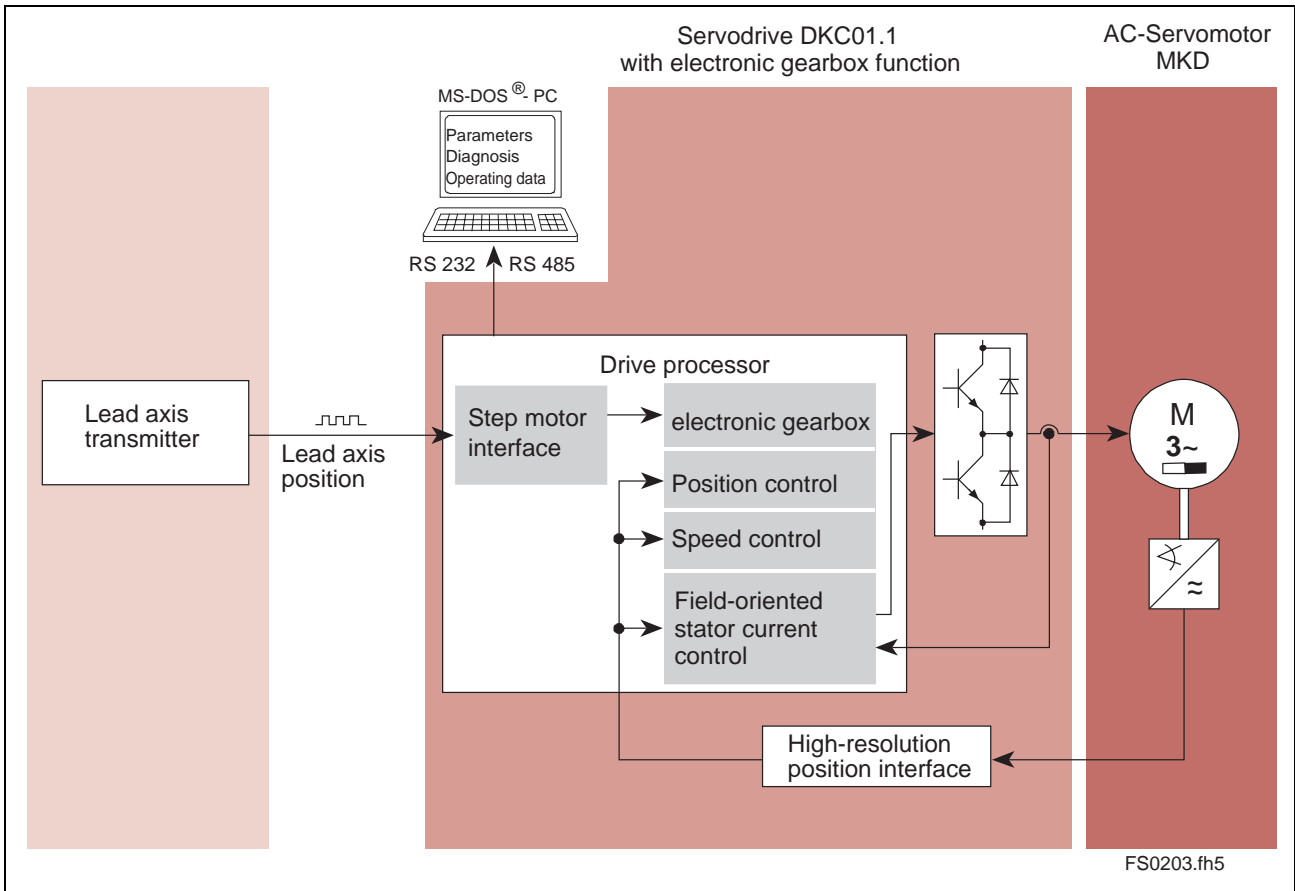 Servodrive DKC01.1
with electronic gearbox function
AC-Servomotor
MKD
MS-DOS ®- PC
Parameters
Diagnosis
Operating data
RS 232
RS 485
Drive processor
Lead axis
transmitter
Lead axis
position
Step motor
interface
electronic gearbox
Position control
Speed control
Field-oriented
stator current
control
M
3~
≈
High-resolution
position interface
FS0203.fh5